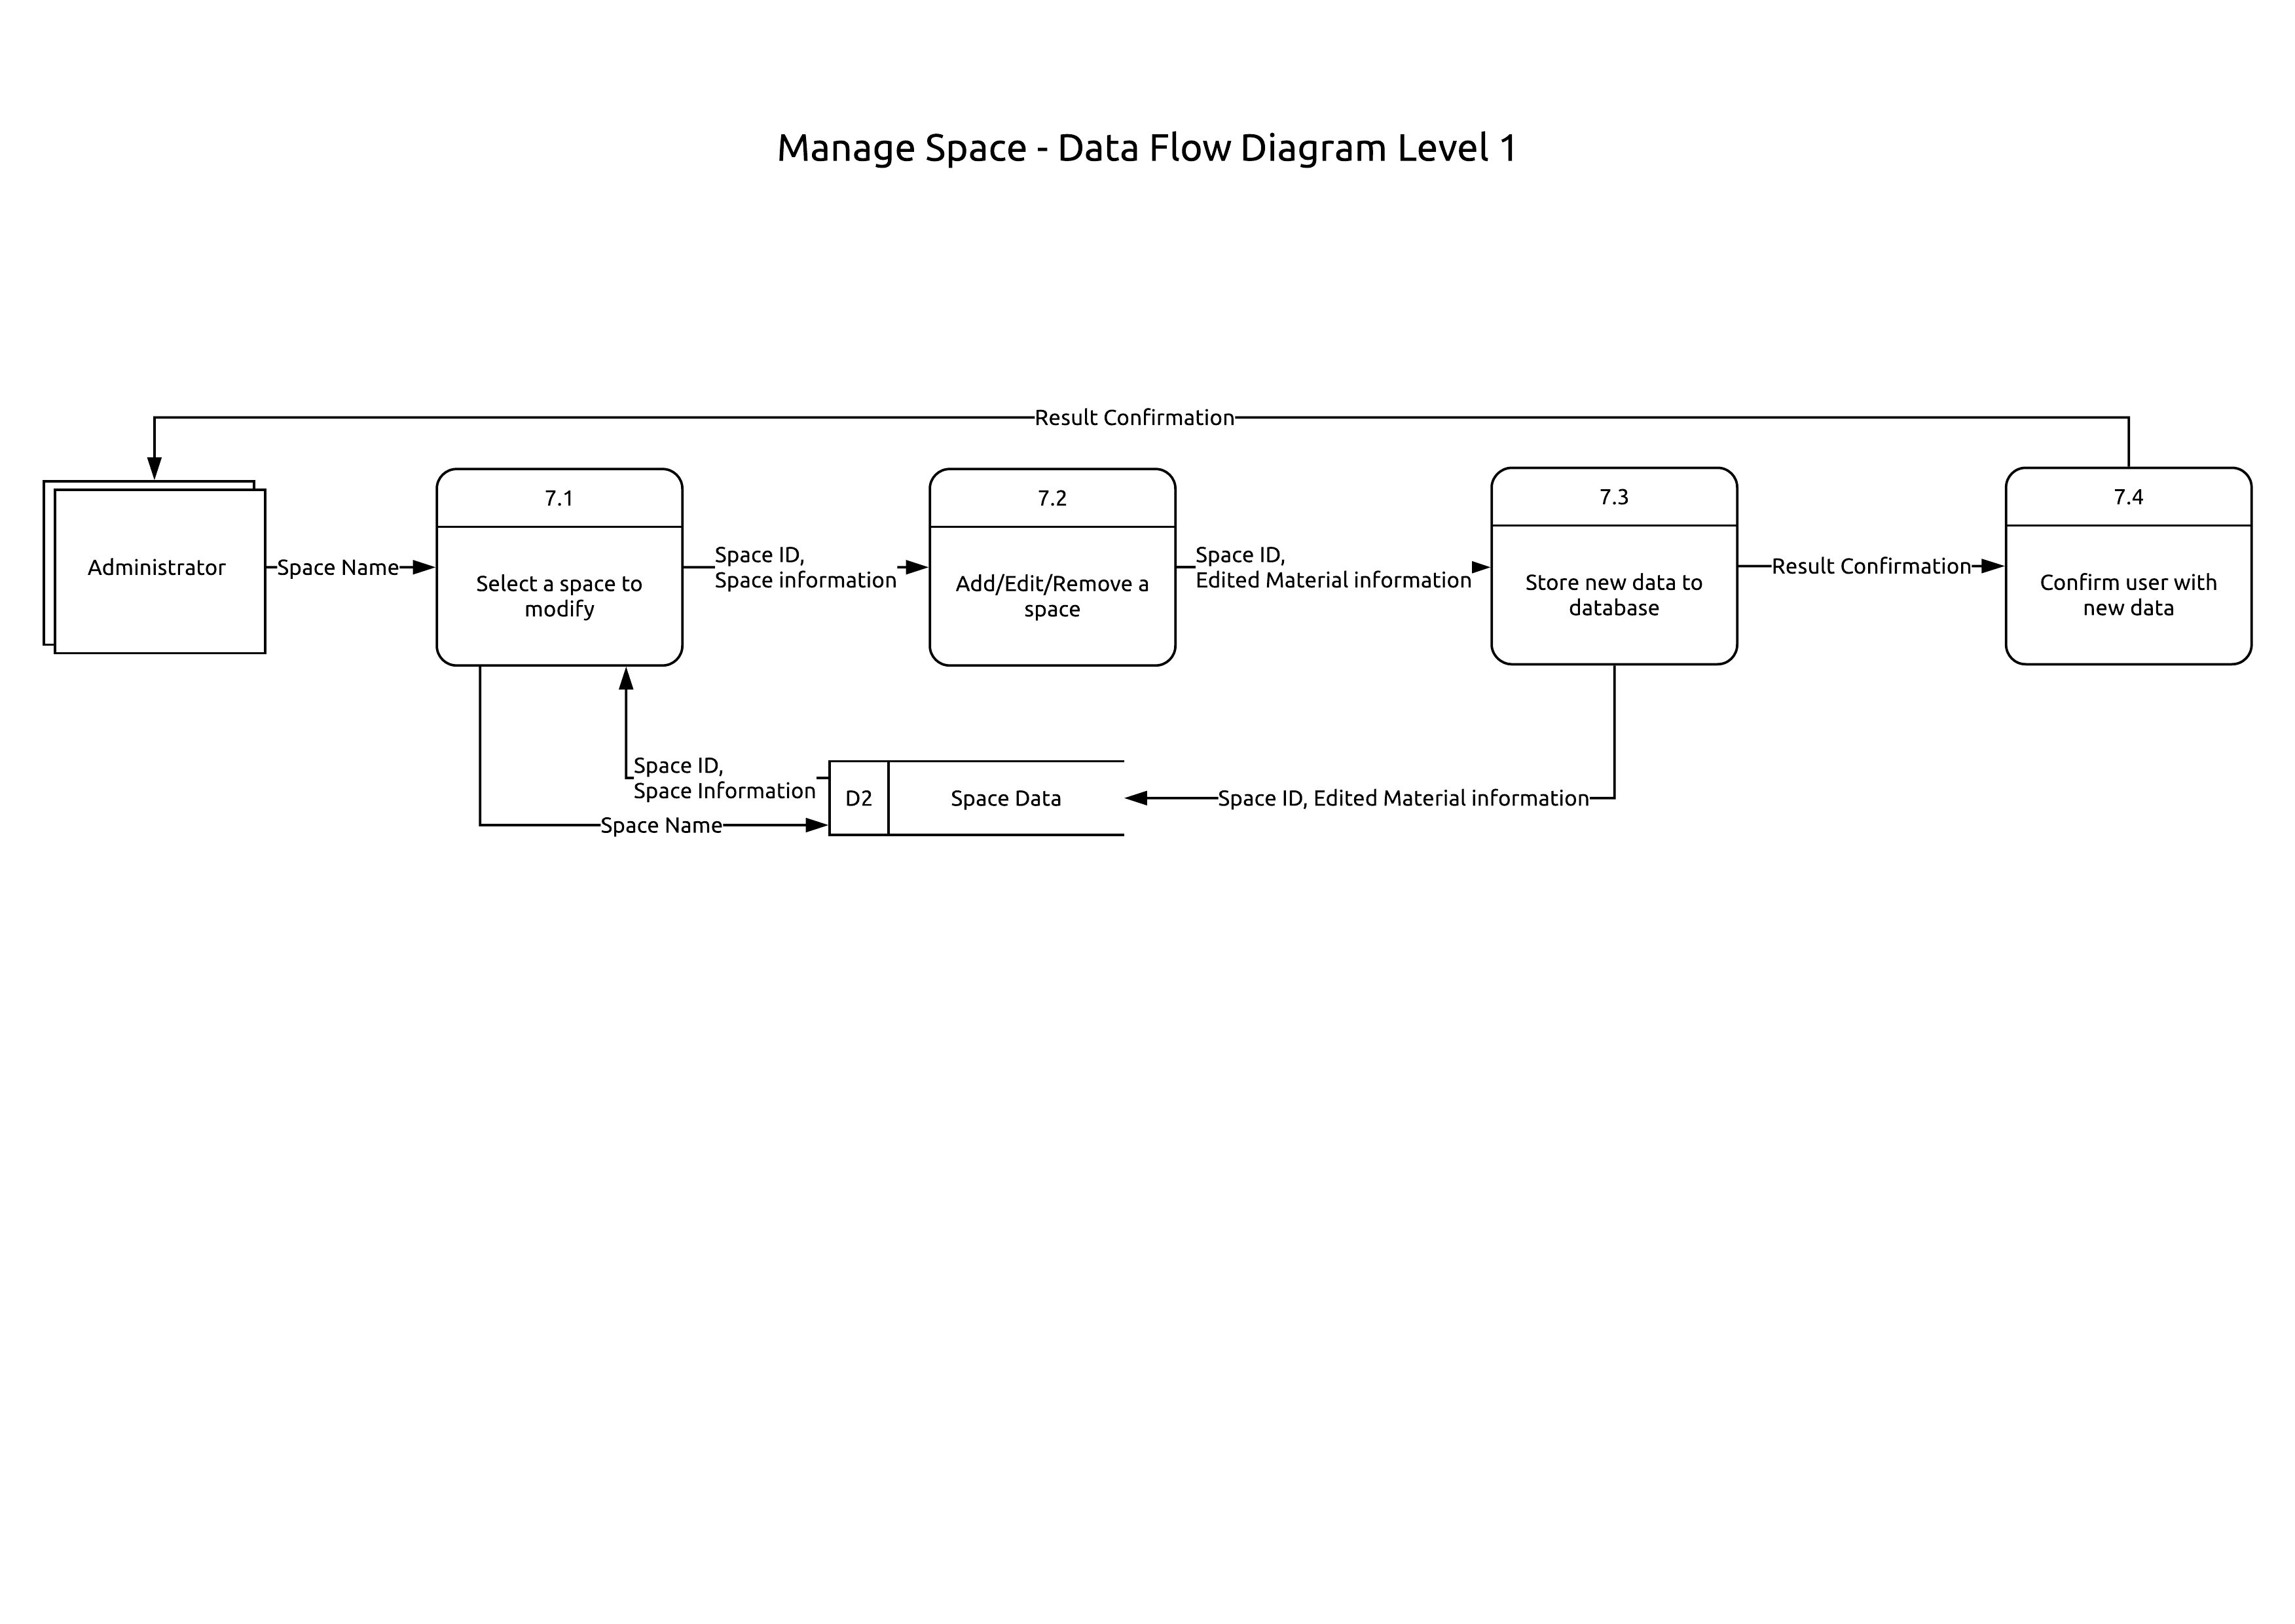 Manage Space - Data Flow Diagram Level 1
Result Confirmation
Administrator
Space Name
7.1
Select a space to
modify
Space ID,
Space information
7.2
Add/Edit/Remove a
space
Space ID,
Edited Material information
7.3
Store new data to
database
Result Confirmation
7.4
Confirm user with
new data
Space ID,
Space Information
Space Name
D2
Space Data
Space ID, Edited Material information